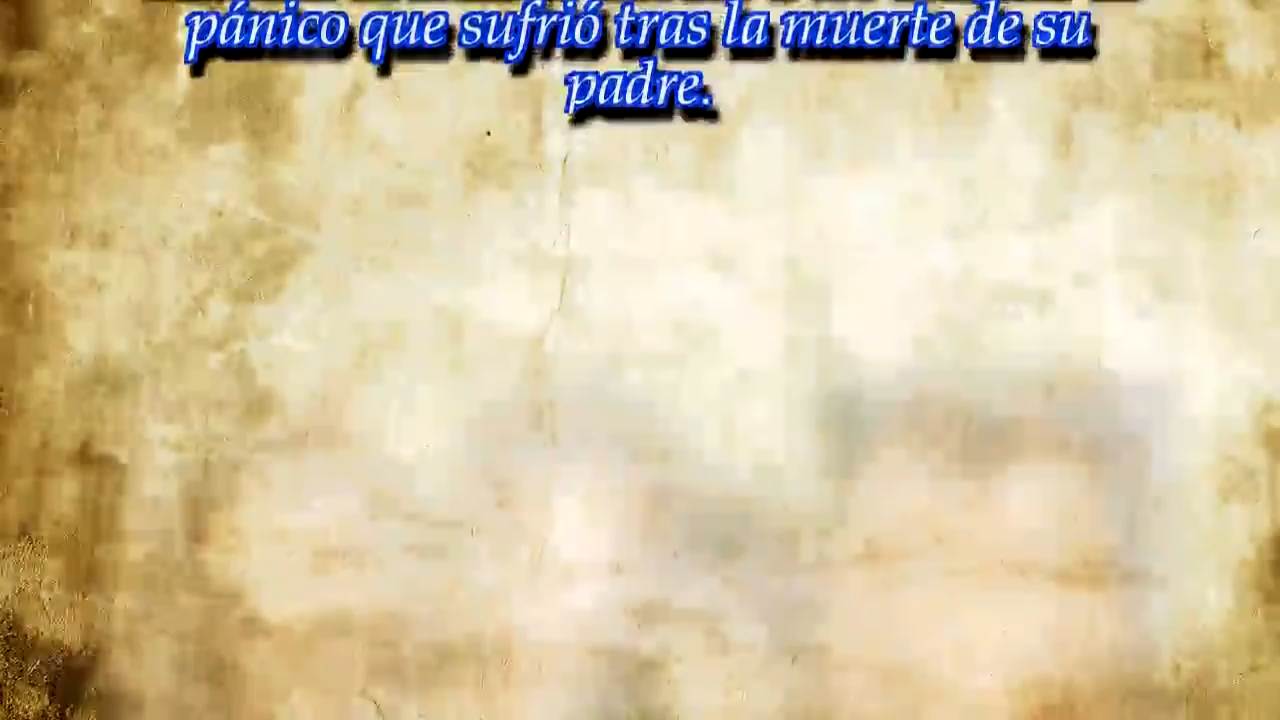 pánico que sufrió tras la muerte de su
padre.